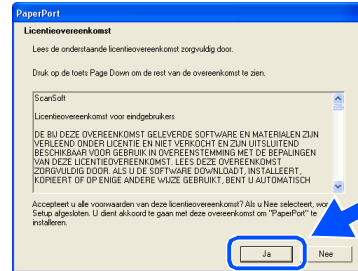 PaperPort
Licentieovereenkomst
Lees de onderstaande licentieovereenkomst zorgvuldig door.
Druk op de toets Page Down om de rest van de overeenkomst te zien.
ScanSoft
Licentieovereenkomst voor eindgebruikers
DE BIJ DEZE OVEREENKOMST GELEVERDE SOFTWARE EN MATERIALEN ZIJN
VERLEEND ONDER LICENTIE EN NIET VERKOCHT EN ZIJN UITSLUITEND
BESCHIKBAAR VOOR GEBRUIK IN OVEREENSTEMMING MET DE BEPALINGEN
VAN DEZE LICENTIEOVEREENKOMST. LEES DEZE OVEREENKOMST
ZORGVULDIG DOOR. ALS U DE SOFTWARE DOWNLOADT, INSTALLEERT,
KOPIEERT OF OP ENIGE ANDERE WIJZE GEBRUIKT, BENT U AUTOMATISCH
Accepteert u alle voorwaarden van deze licentieovereenkomst? Als u Nee selecteert, wor
Setup afgesloten. U dient akkoord te gaan met deze overeenkomst om "PaperPort" te
installeren.
Ja
Nee